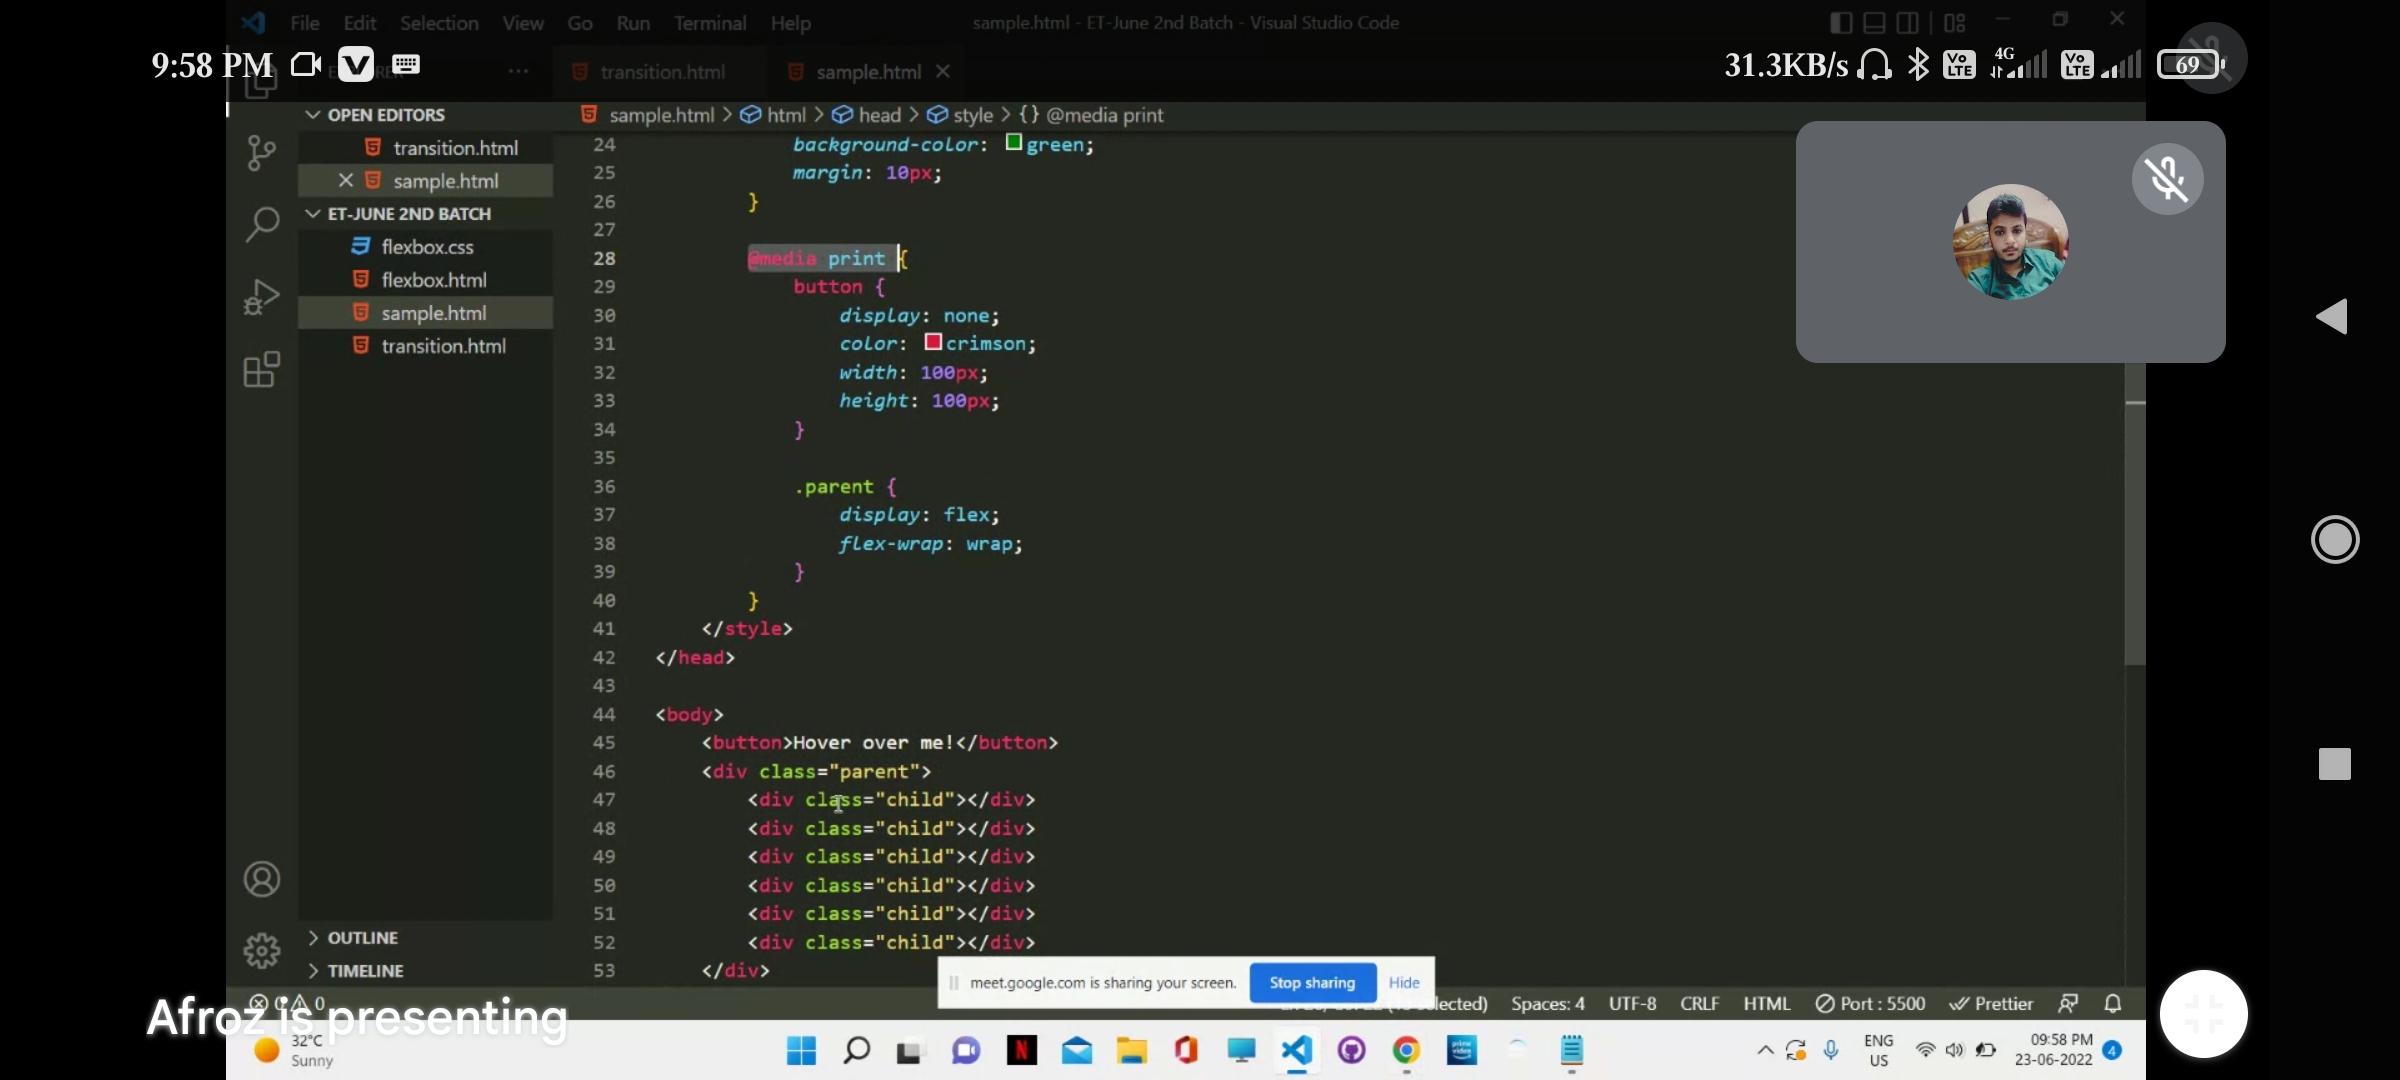 File Edit Selection View Go Run Terminal Help
sample.html - ET-June 2nd Batch - Visual Studio Code
9:58 PM
31.3KB/s
Vo LTE
4G
Vo LTE
69
transition.html
sample.html
OPEN EDITORS
transition.html
sample.html
ET-JUNE 2ND BATCH
flexbox.css
flexbox.html
sample.html
transition.html
OUTLINE
TIMELINE
sample.html > html > head > style > {} @media print
24 background-color: green;
25 margin: 10px;
26 }
27
28 @media print {
29 button {
30 display: none;
31 color: crimson;
32 width: 100px;
33 height: 100px;
34 }
35
36 .parent {
37 display: flex;
38 flex-wrap: wrap;
39 }
40 }
41 </style>
42 </head>
43
44 <body>
45 <button>Hover over me!</button>
46 <div class="parent">
47 <div class="child"></div>
48 <div class="child"></div>
49 <div class="child"></div>
50 <div class="child"></div>
51 <div class="child"></div>
52 <div class="child"></div>
53 </div>
meet.google.com is sharing your screen. Stop sharing Hide
0
Spaces: 4 UTF-8 CRLF HTML Port : 5500 Prettier
Afroz is presenting
32°C
Sunny
prime video
ENG
US
09:58 PM
23-06-2022
4